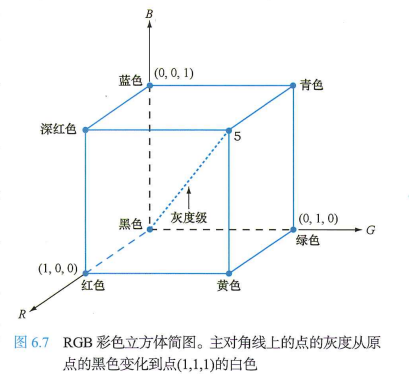 B
蓝色
(0, 0, 1)
青色
深红色
5
黑色
灰度级
(0, 1, 0)
G
绿色
(1, 0, 0)
红色
黄色
R
图 6.7 RGB 彩色立方体简图。主对角线上的点的灰度从原
点的黑色变化到点(1,1,1)的白色